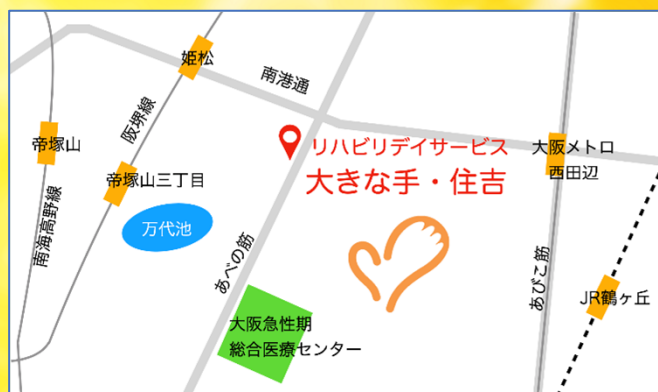 姫松
南港通
阪堺線
帝塚山
リハビリデイサービス
大阪メトロ
西田辺
大きな手・住吉
帝塚山三丁目
南海高野線
万代池
あべの筋
あびこ筋
JR鶴ヶ丘
大阪急性期
総合医療センター